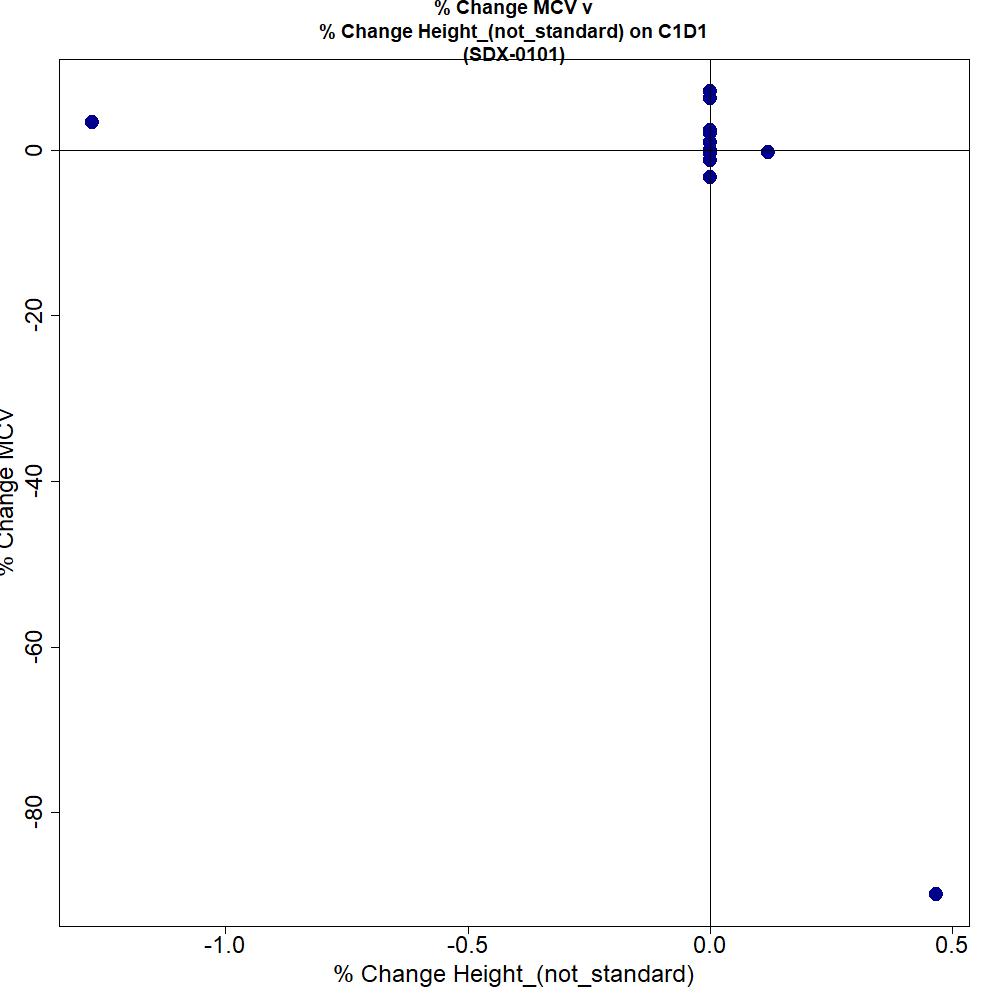 % Change MCV v
% Change Height_(not_standard) on C1D1
(SDX-0101)
0
-20
-40
-60
-80
% Change MCV
-1.0
-0.5
0.0
0.5
% Change Height_(not_standard)